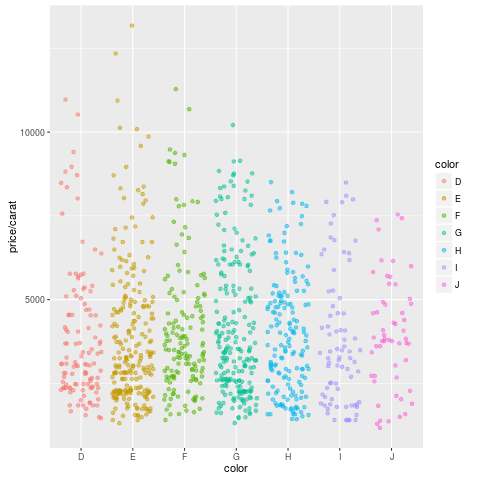 price/carat
10000
5000
D E F G H I J
color
color
D
E
F
G
H
I
J